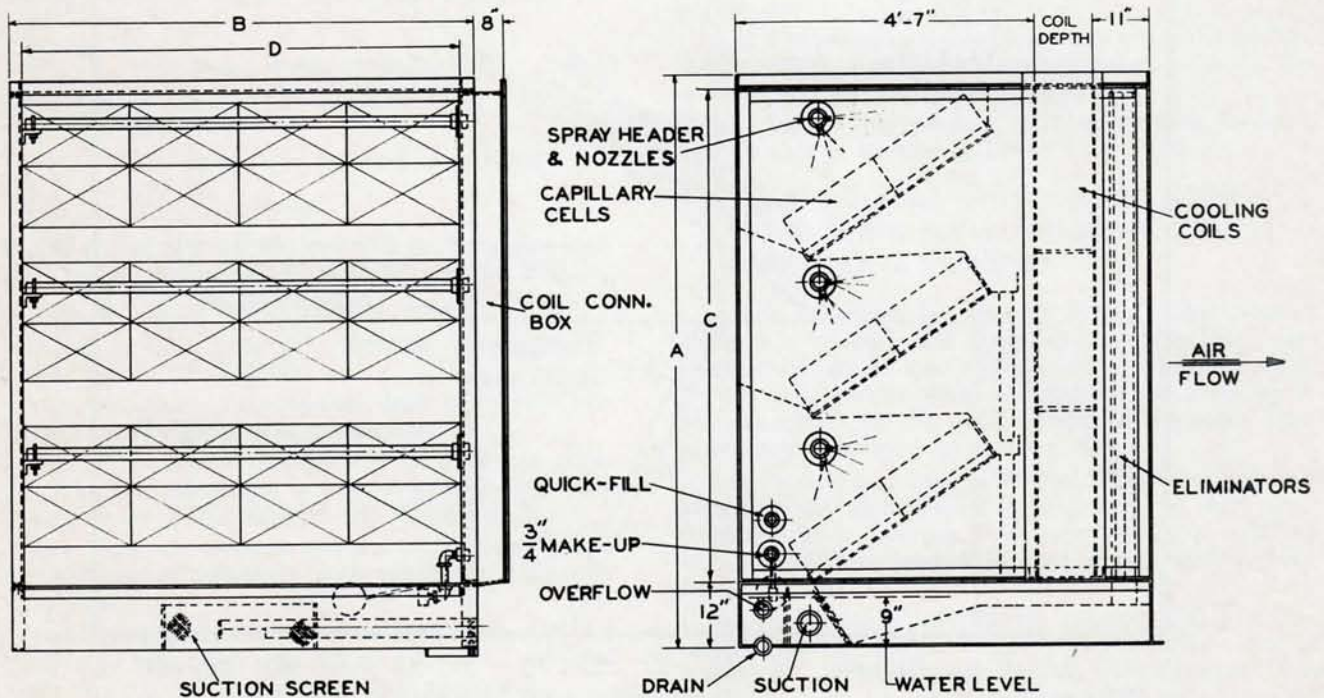 B
8"
D
COIL CONN.
BOX
SUCTION SCREEN
4'-7"
COIL
DEPTH
11"
SPRAY HEADER
& NOZZLES
CAPILLARY
CELLS
COOLING
COILS
C
A
AIR
FLOW
QUICK-FILL
ELIMINATORS
3/4" MAKE-UP
OVERFLOW
12"
9"
DRAIN
SUCTION
WATER LEVEL